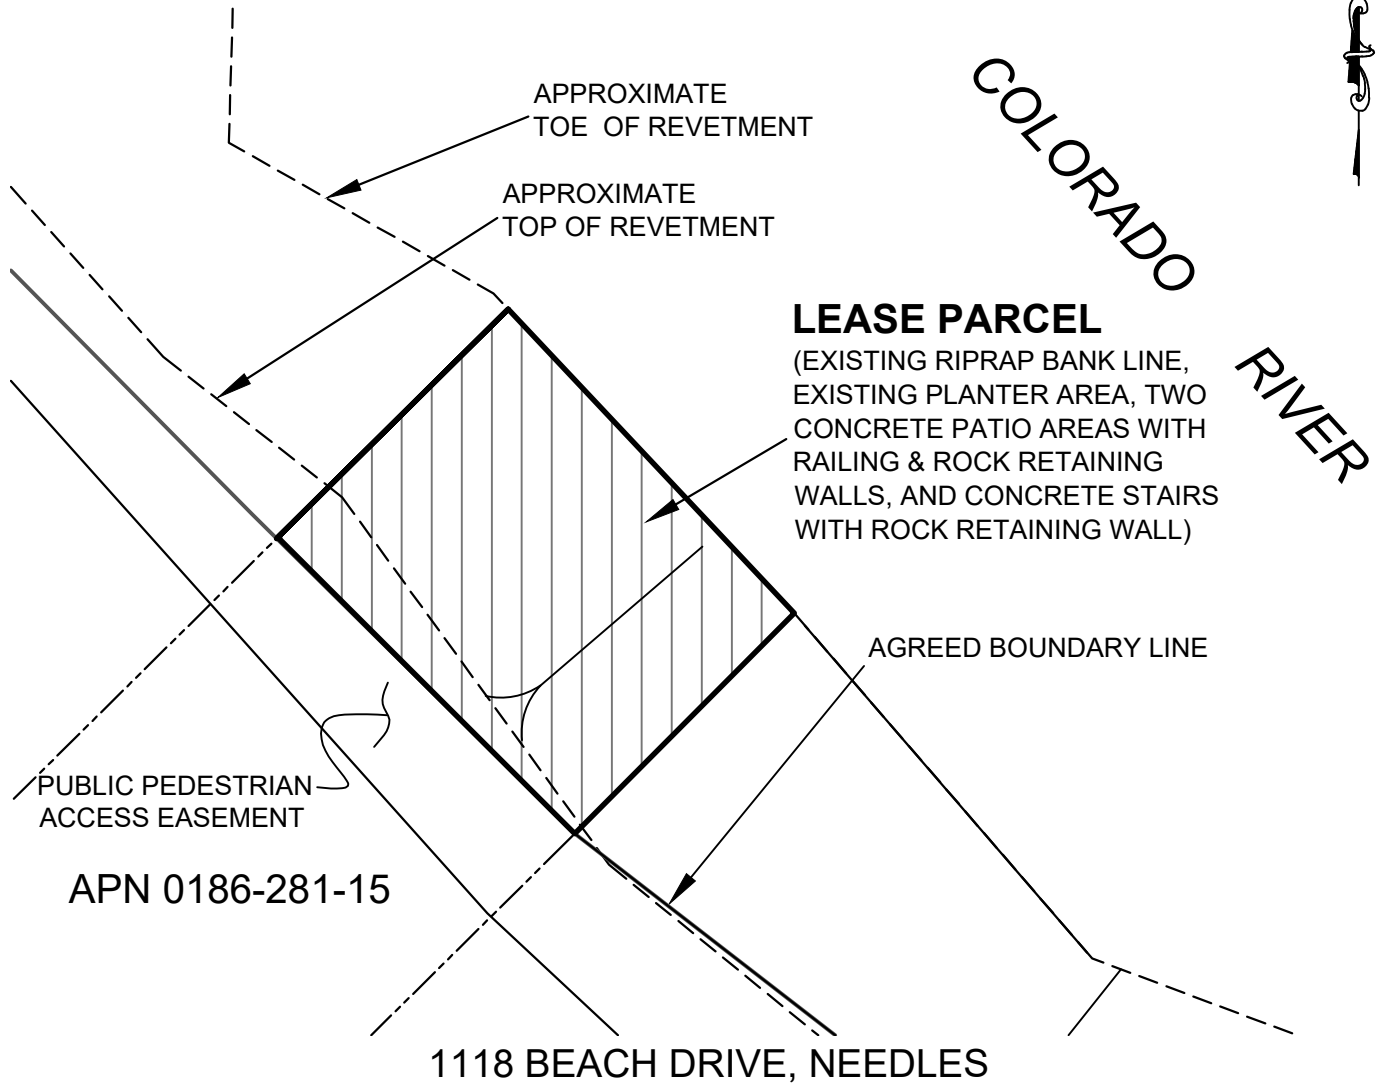 APPROXIMATE
TOE OF REVETMENT
APPROXIMATE
TOP OF REVETMENT
COLORADO
RIVER
LEASE PARCEL
(EXISTING RIPRAP BANK LINE,
EXISTING PLANTER AREA, TWO
CONCRETE PATIO AREAS WITH
RAILING & ROCK RETAINING
WALLS, AND CONCRETE STAIRS
WITH ROCK RETAINING WALL)
AGREED BOUNDARY LINE
PUBLIC PEDESTRIAN
ACCESS EASEMENT
APN 0186-281-15
1118 BEACH DRIVE, NEEDLES